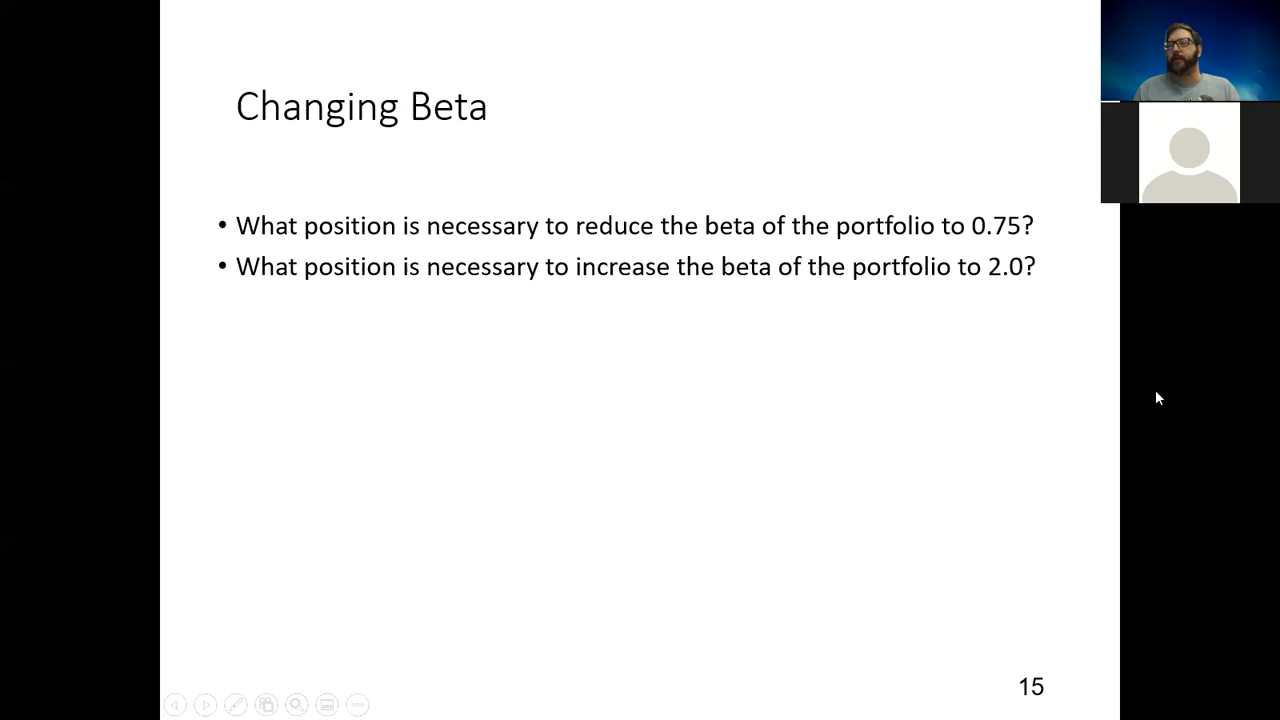 Changing Beta
• What position is necessary to reduce the beta of the portfolio to 0.75?
• What position is necessary to increase the beta of the portfolio to 2.0?
15